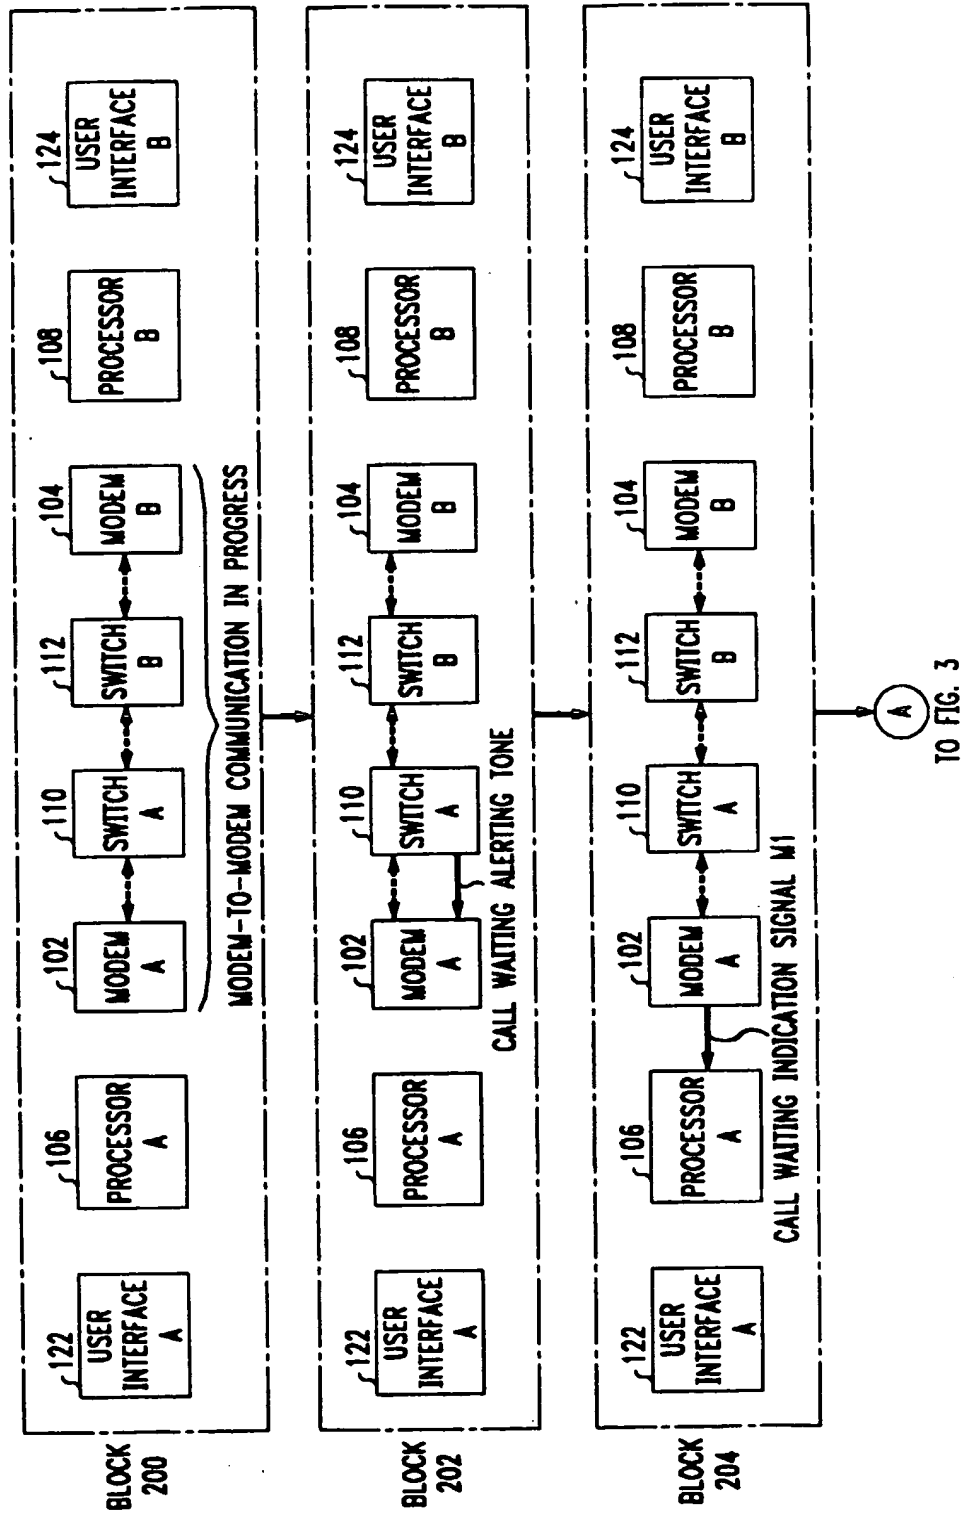 BLOCK
200
122
USER
INTERFACE
A
106
PROCESSOR
A
102
MODEM
A
110
SWITCH
A
112
SWITCH
B
104
MODEM
B
108
PROCESSOR
B
124
USER
INTERFACE
B
MODEM-TO-MODEM COMMUNICATION IN PROGRESS
BLOCK
202
122
USER
INTERFACE
A
106
PROCESSOR
A
102
MODEM
A
110
SWITCH
A
112
SWITCH
B
104
MODEM
B
108
PROCESSOR
B
124
USER
INTERFACE
B
CALL WAITING ALERTING TONE
BLOCK
204
122
USER
INTERFACE
A
106
PROCESSOR
A
102
MODEM
A
110
SWITCH
A
112
SWITCH
B
104
MODEM
B
108
PROCESSOR
B
124
USER
INTERFACE
B
CALL WAITING INDICATION SIGNAL M1
A
TO FIG. 3